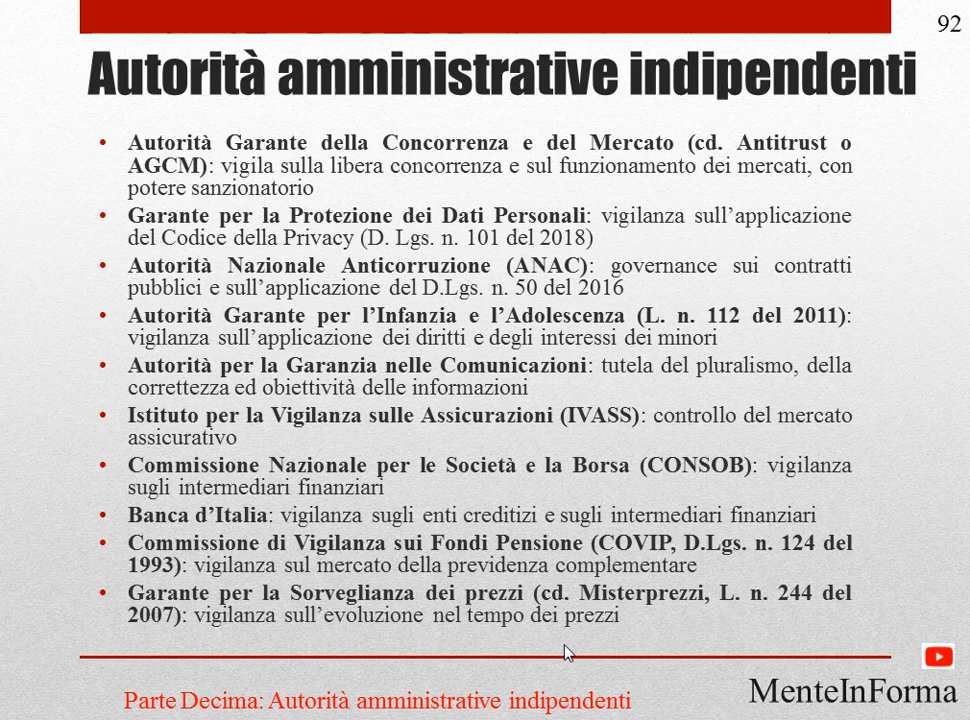 92
Autorità amministrative indipendenti
• Autorità Garante della Concorrenza e del Mercato (cd. Antitrust o
AGCM): vigila sulla libera concorrenza e sul funzionamento dei mercati, con
potere sanzionatorio
• Garante per la Protezione dei Dati Personali: vigilanza sull’applicazione
del Codice della Privacy (D. Lgs. n. 101 del 2018)
• Autorità Nazionale Anticorruzione (ANAC): governance sui contratti
pubblici e sull’applicazione del D.Lgs. n. 50 del 2016
• Autorità Garante per l’Infanzia e l’Adolescenza (L. n. 112 del 2011):
vigilanza sull’applicazione dei diritti e degli interessi dei minori
• Autorità per la Garanzia nelle Comunicazioni: tutela del pluralismo, della
correttezza ed obiettività delle informazioni
• Istituto per la Vigilanza sulle Assicurazioni (IVASS): controllo del mercato
assicurativo
• Commissione Nazionale per le Società e la Borsa (CONSOB): vigilanza
sugli intermediari finanziari
• Banca d’Italia: vigilanza sugli enti creditizi e sugli intermediari finanziari
• Commissione di Vigilanza sui Fondi Pensione (COVIP, D.Lgs. n. 124 del
1993): vigilanza sul mercato della previdenza complementare
• Garante per la Sorveglianza dei prezzi (cd. Misterprezzi, L. n. 244 del
2007): vigilanza sull’evoluzione nel tempo dei prezzi
Parte Decima: Autorità amministrative indipendenti
MenteInForma